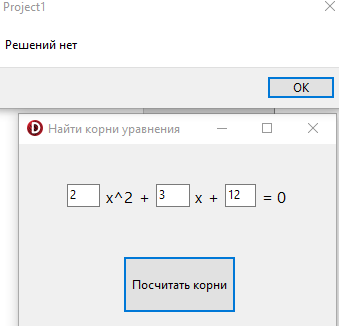 Project1
Решений нет
OK
Найти корни уравнения
2 x^2 + 3 x + 12 = 0
Посчитать корни